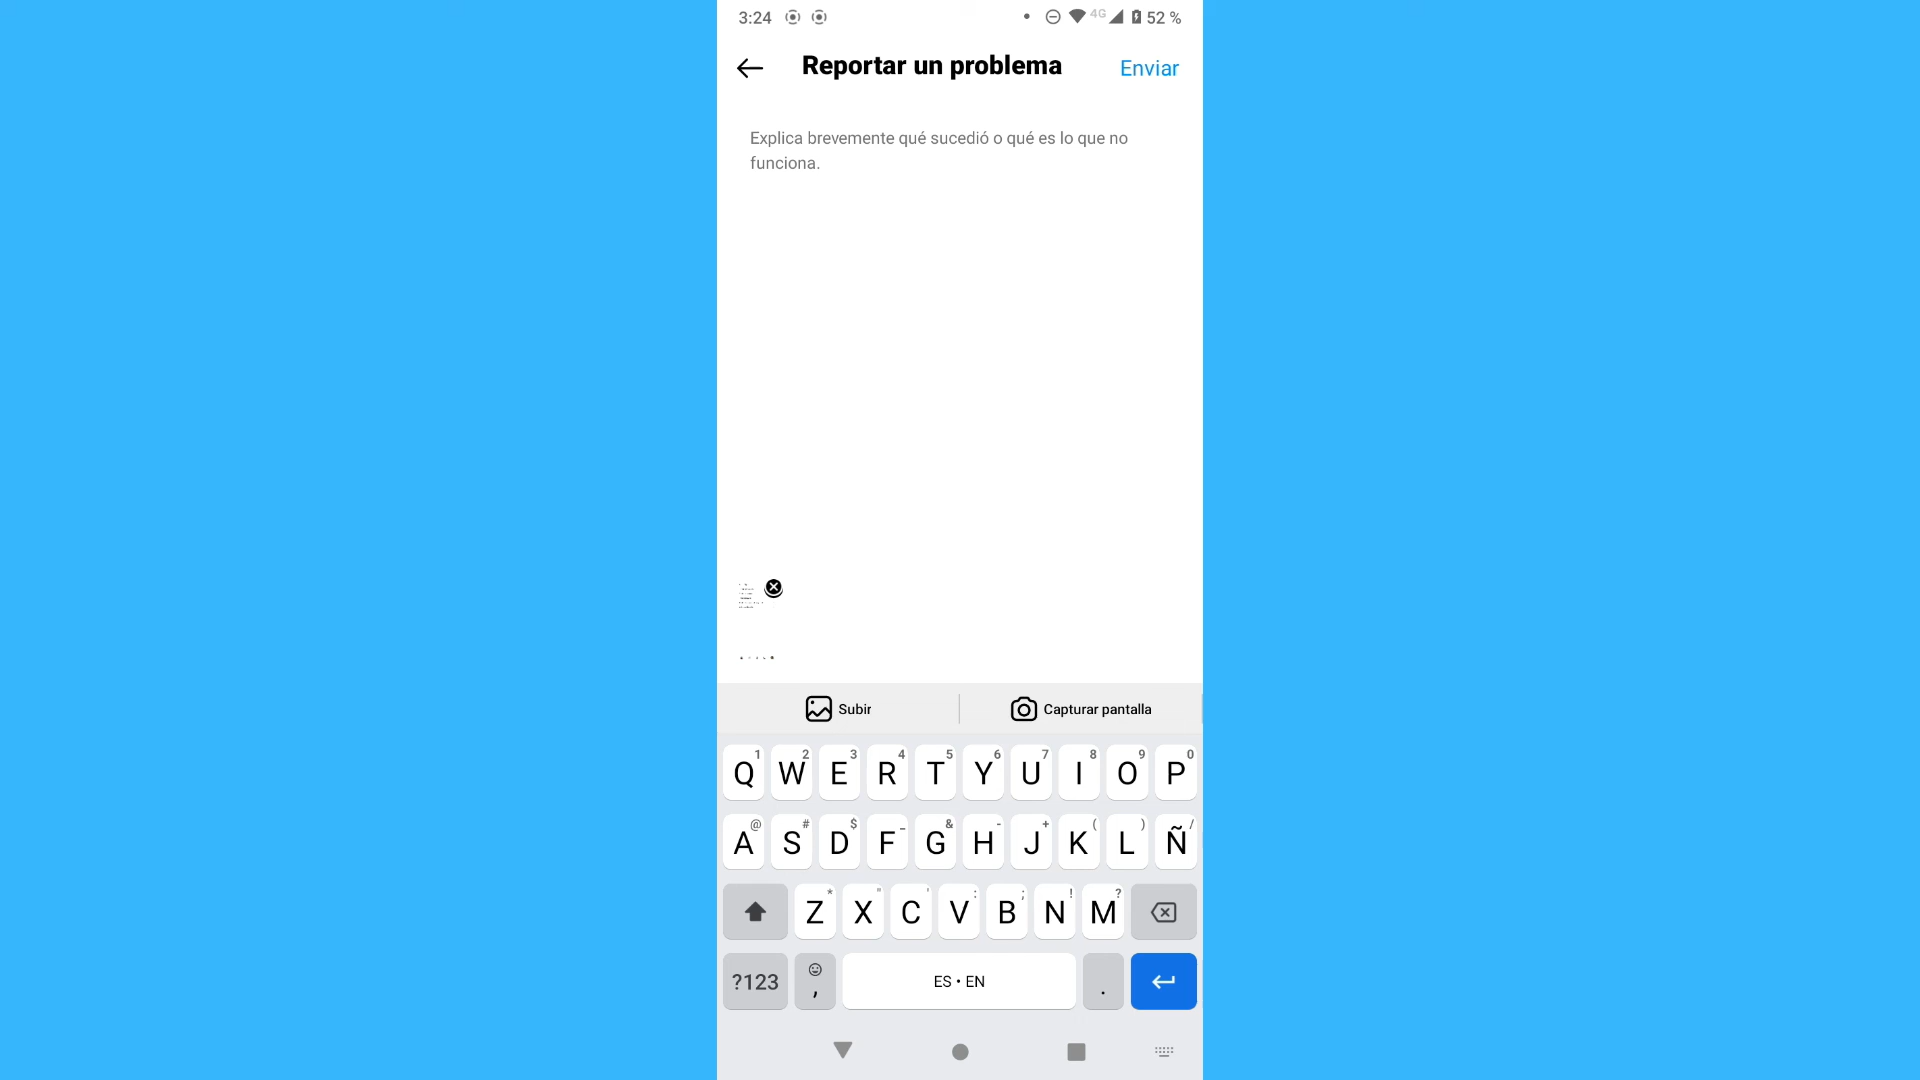 3:24 4G 52 %
Reportar un problema Enviar
Explica brevemente qué sucedió o qué es lo que no
funciona.
Subir Capturar pantalla
1 2 3 4 5 6 7 8 9 0
Q W E R T Y U I O P
@ # $ _ & - + ( ) /
A S D F G H J K L Ñ
* " ' : ; ! ?
Z X C V B N M
?123 , ES • EN .